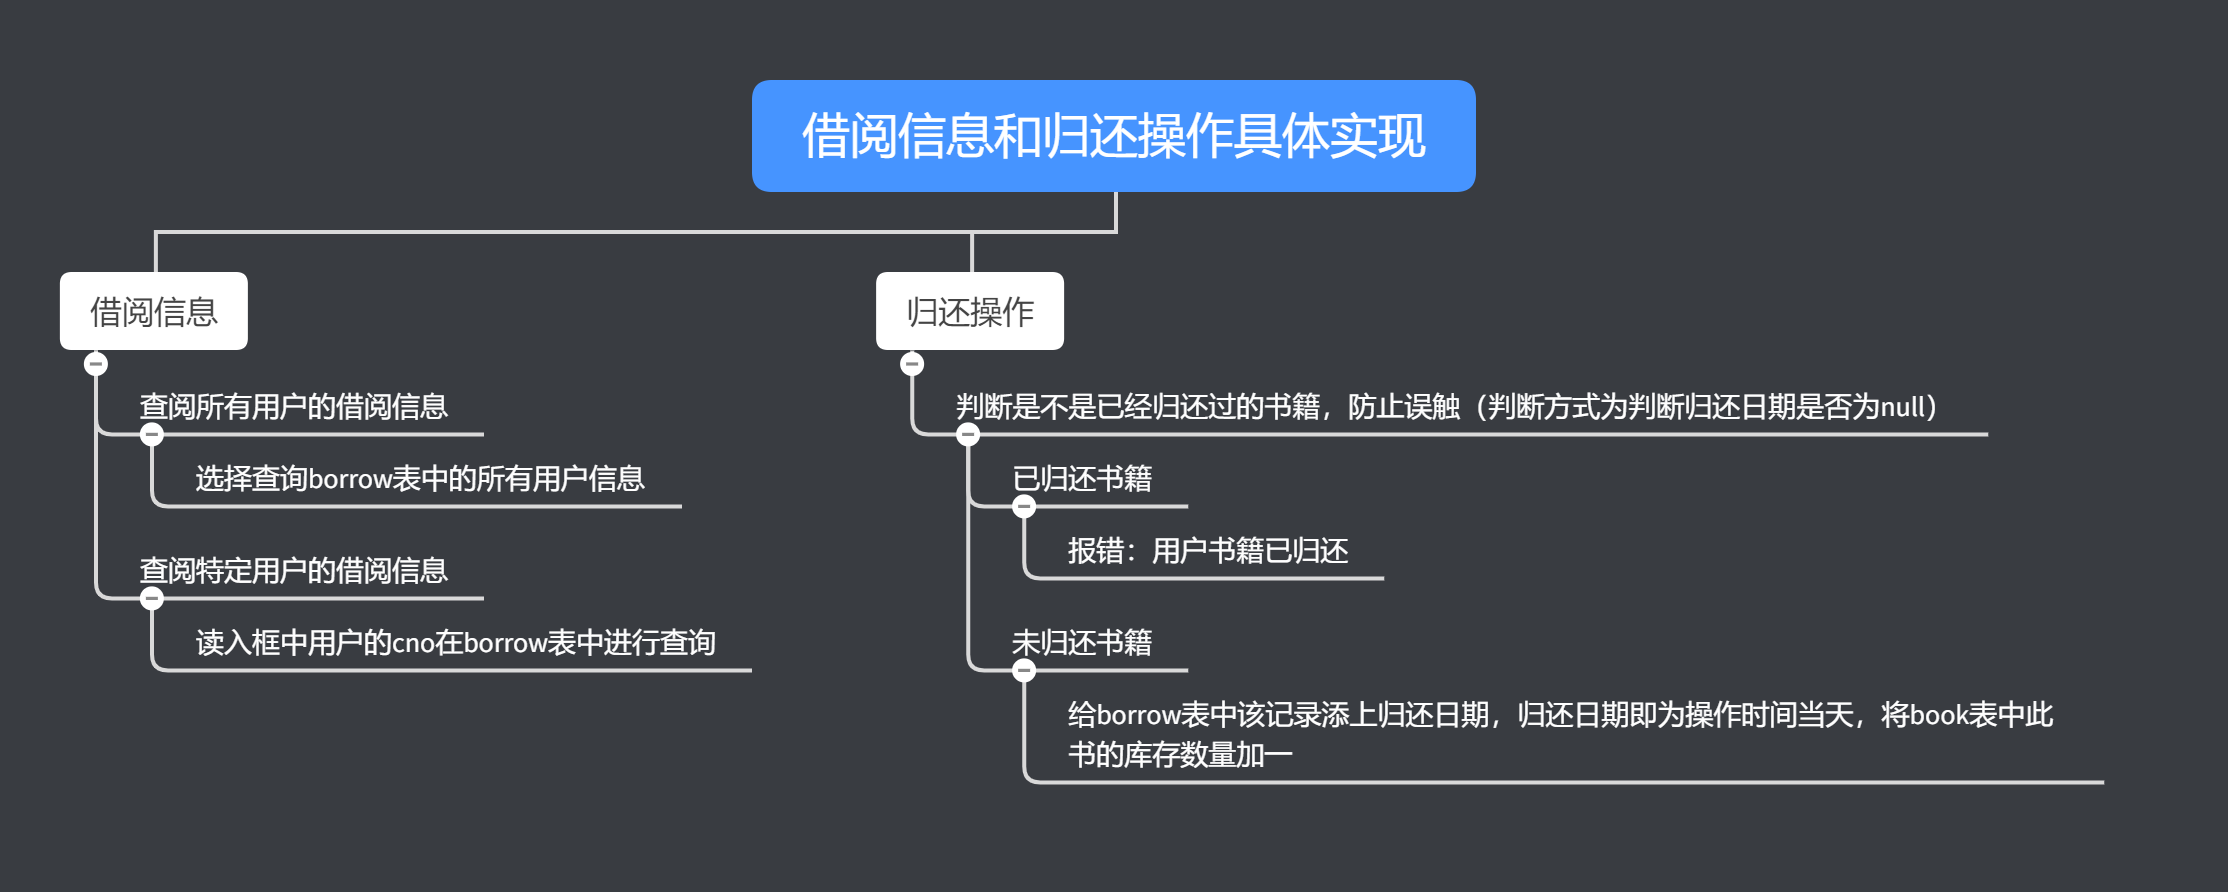 借阅信息和归还操作具体实现
借阅信息
查阅所有用户的借阅信息
选择查询borrow表中的所有用户信息
查阅特定用户的借阅信息
读入框中用户的cno在borrow表中进行查询
归还操作
判断是不是已经归还过的书籍，防止误触（判断方式为判断归还日期是否为null）
已归还书籍
报错：用户书籍已归还
未归还书籍
给borrow表中该记录添上归还日期，归还日期即为操作时间当天，将book表中此
书的库存数量加一